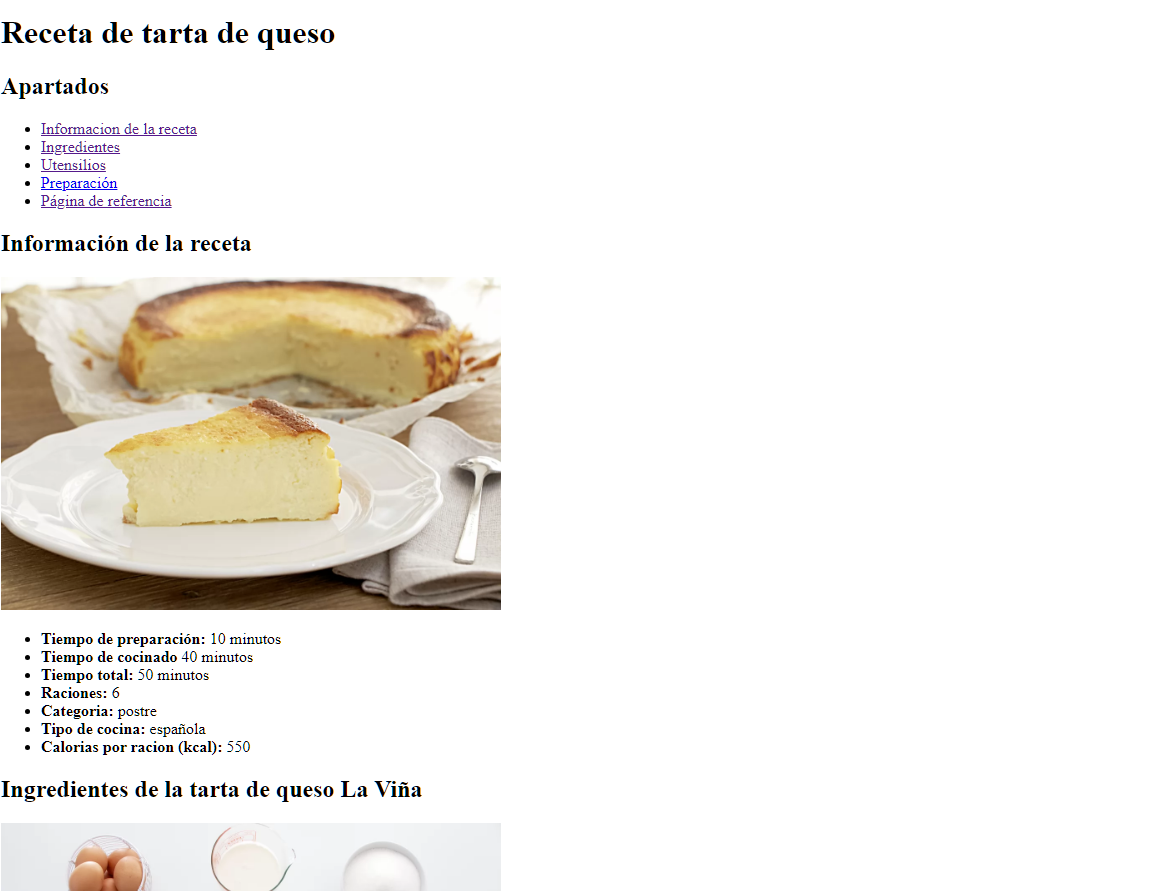 Receta de tarta de queso
Apartados
Informacion de la receta
Ingredientes
Utensilios
Preparación
Página de referencia
Información de la receta
Tiempo de preparación: 10 minutos
Tiempo de cocinado 40 minutos
Tiempo total: 50 minutos
Raciones: 6
Categoria: postre
Tipo de cocina: española
Calorias por racion (kcal): 550
Ingredientes de la tarta de queso La Viña